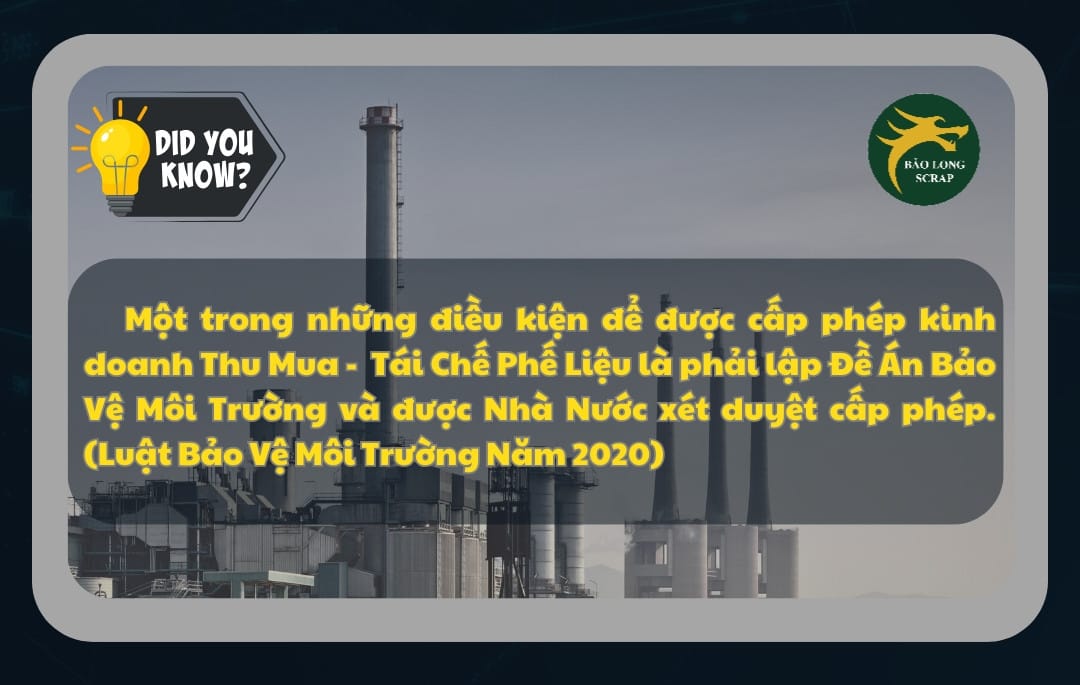 DID YOU
KNOW?
BẢO LONG
SCRAP
Một trong những điều kiện để được cấp phép kinh
doanh Thu Mua - Tái Chế Phế Liệu là phải lập Đề Án Bảo
Vệ Môi Trường và được Nhà Nước xét duyệt cấp phép.
(Luật Bảo Vệ Môi Trường Năm 2020)